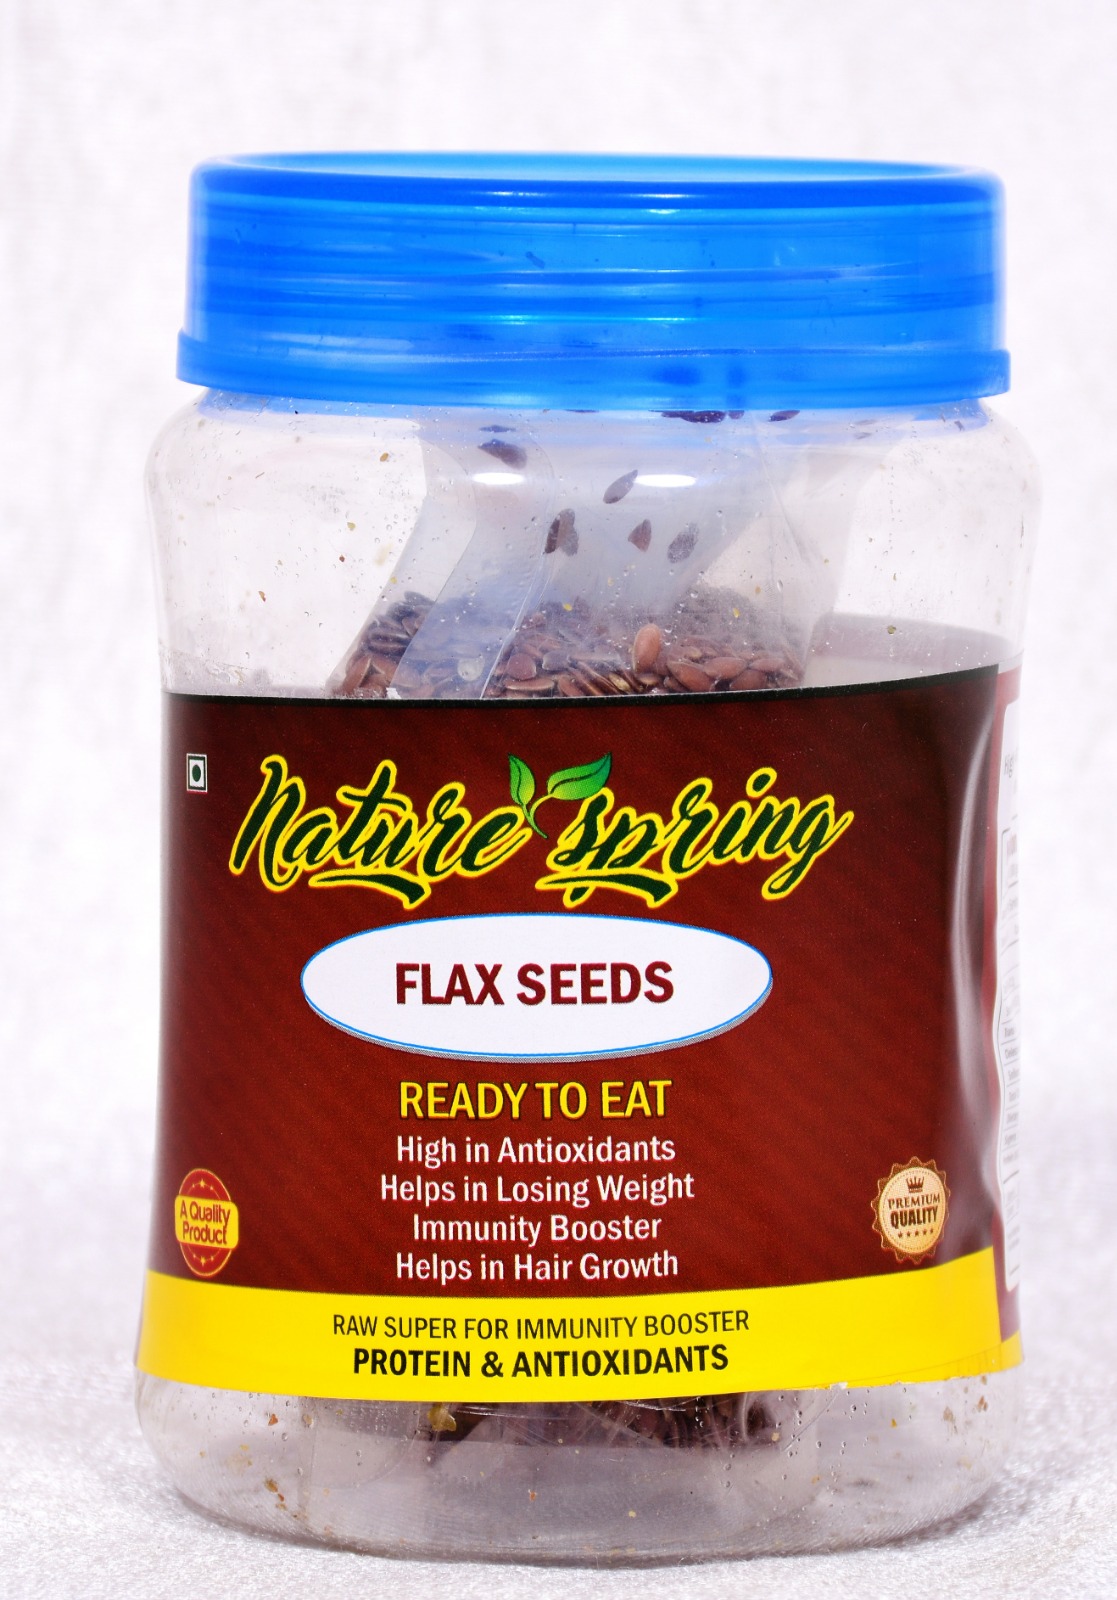 Nature spring
FLAX SEEDS
READY TO EAT
High in Antioxidants
Helps in Losing Weight
Immunity Booster
Helps in Hair Growth
A Quality
Product
PREMIUM
QUALITY
RAW SUPER FOR IMMUNITY BOOSTER
PROTEIN & ANTIOXIDANTS